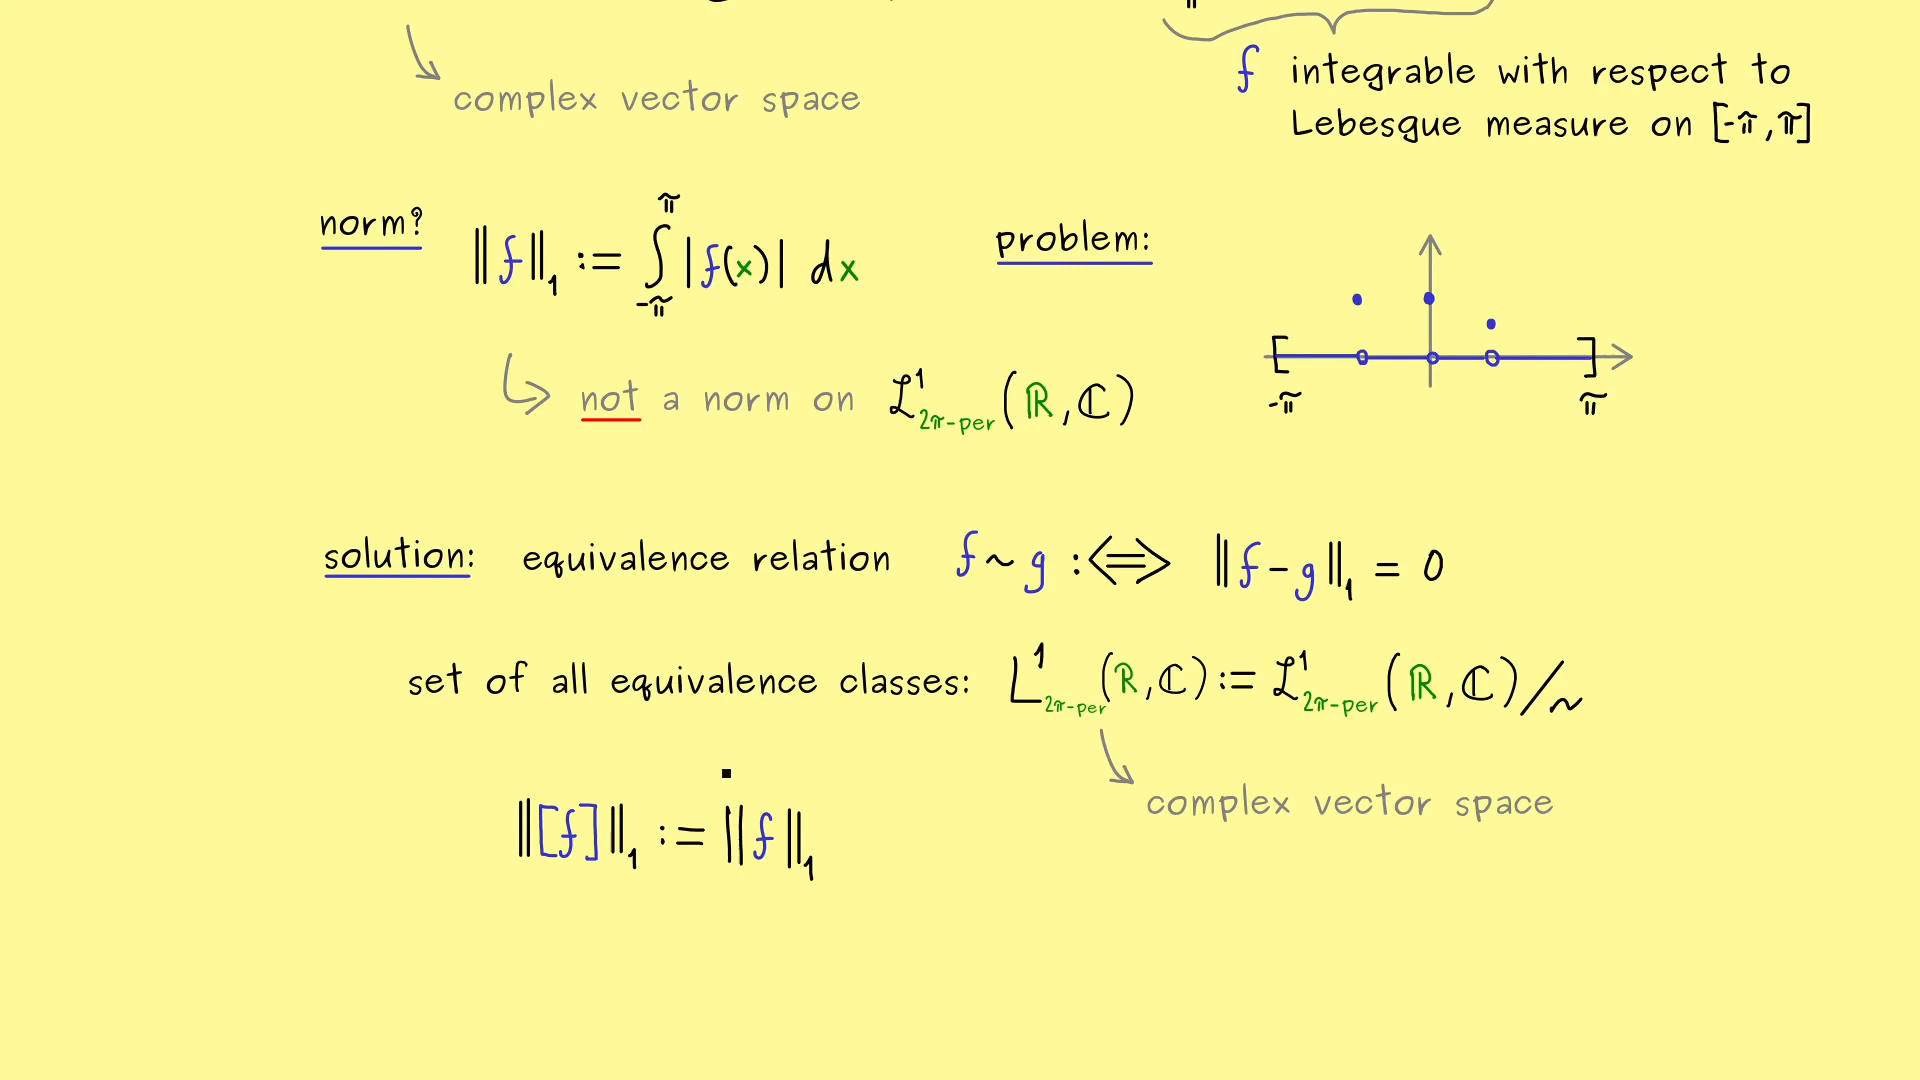 complex vector space
f integrable with respect to
Lebesgue measure on [-π, π]
norm? ‖f‖₁ := ∫_{-π}^{π} |f(x)| dx
problem:
-π π
not a norm on ℒ¹_{2π-per}(ℝ, ℂ)
solution: equivalence relation f ~ g :⟺ ‖f - g‖₁ = 0
set of all equivalence classes: L¹_{2π-per}(ℝ, ℂ) := ℒ¹_{2π-per}(ℝ, ℂ)/~
complex vector space
‖[f]‖₁ := ‖f‖₁